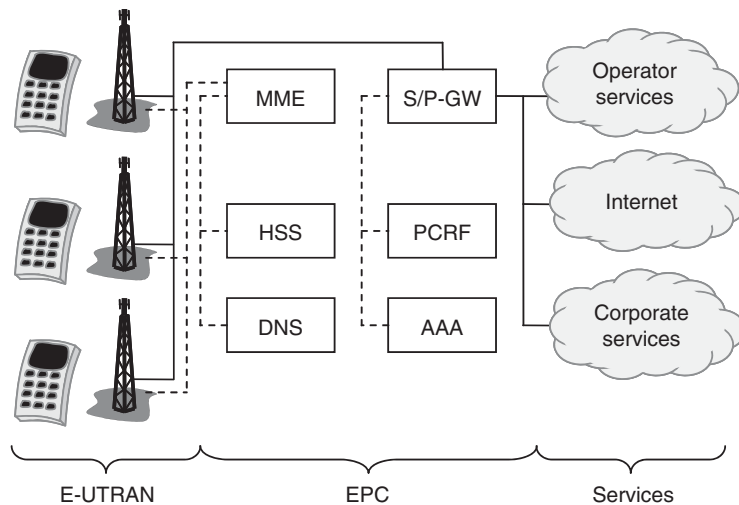 MME
S/P-GW
Operator
services
HSS
PCRF
Internet
DNS
AAA
Corporate
services
E-UTRAN
EPC
Services